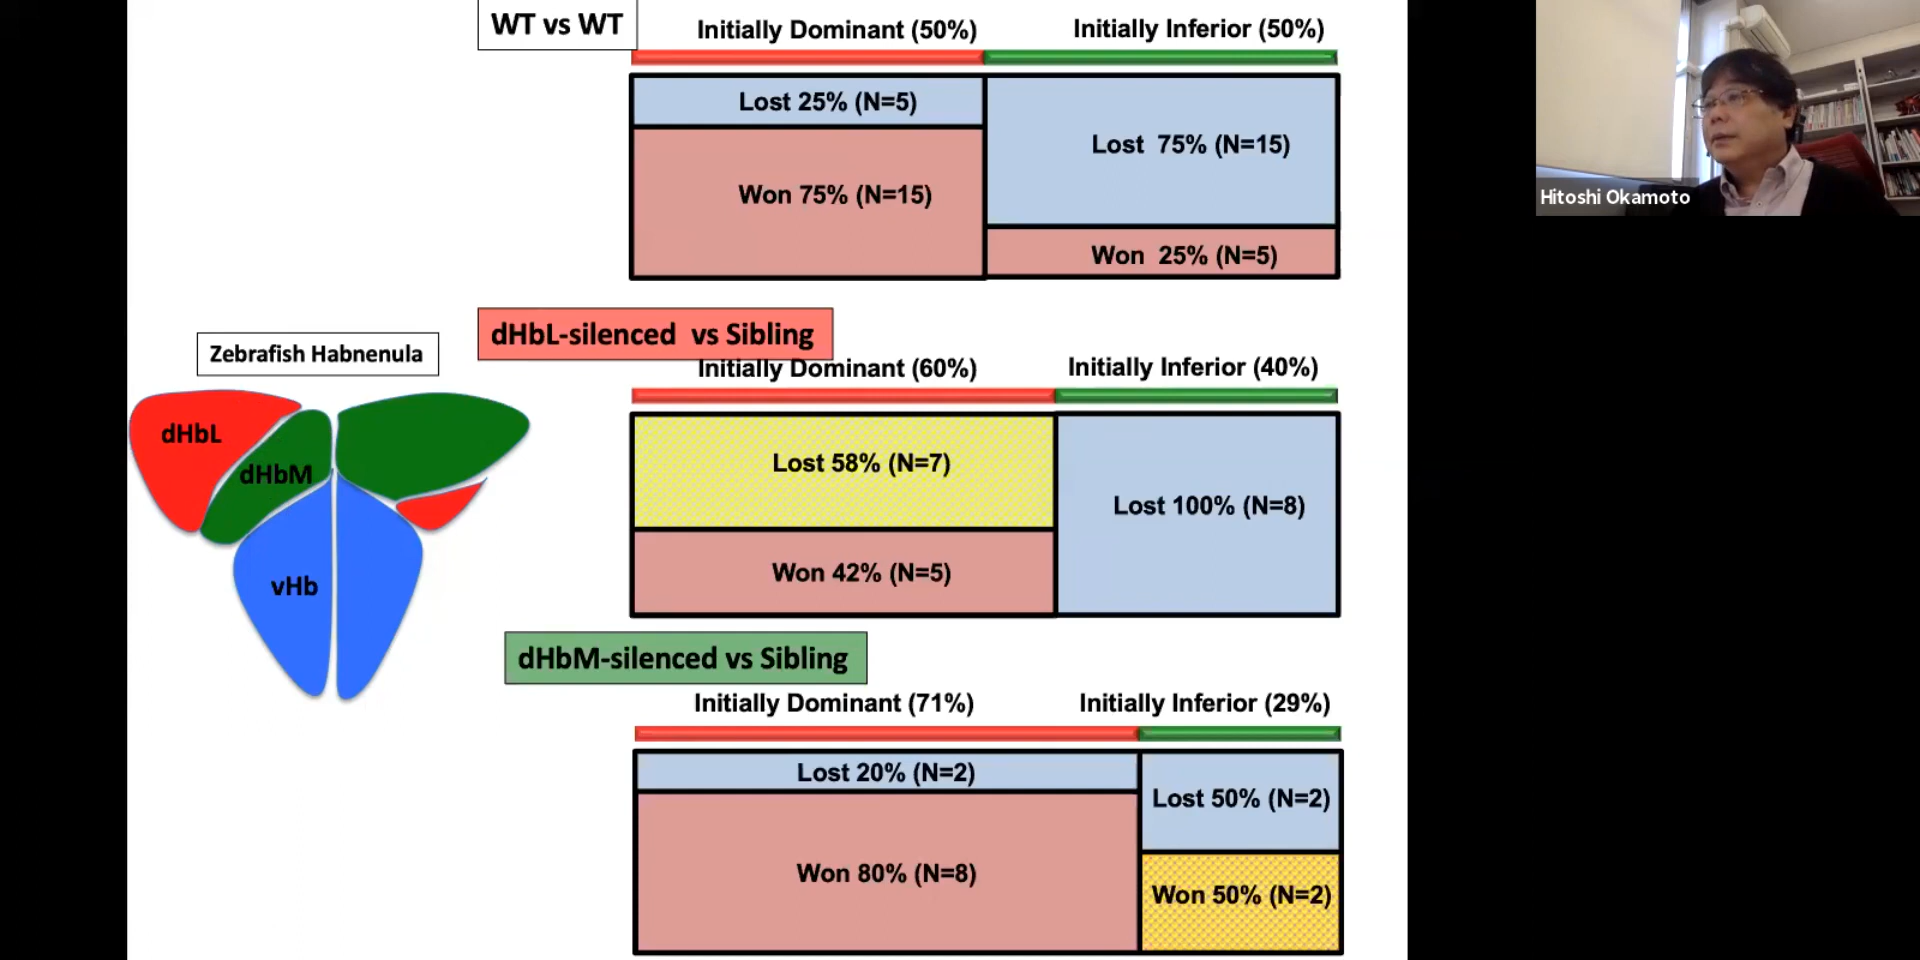 WT vs WT
Initially Dominant (50%)
Initially Inferior (50%)
Lost 25% (N=5)
Won 75% (N=15)
Lost 75% (N=15)
Won 25% (N=5)
Hitoshi Okamoto
dHbL-silenced vs Sibling
Initially Dominant (60%)
Initially Inferior (40%)
Lost 58% (N=7)
Won 42% (N=5)
Lost 100% (N=8)
Zebrafish Habnenula
dHbL
dHbM
vHb
dHbM-silenced vs Sibling
Initially Dominant (71%)
Initially Inferior (29%)
Lost 20% (N=2)
Won 80% (N=8)
Lost 50% (N=2)
Won 50% (N=2)